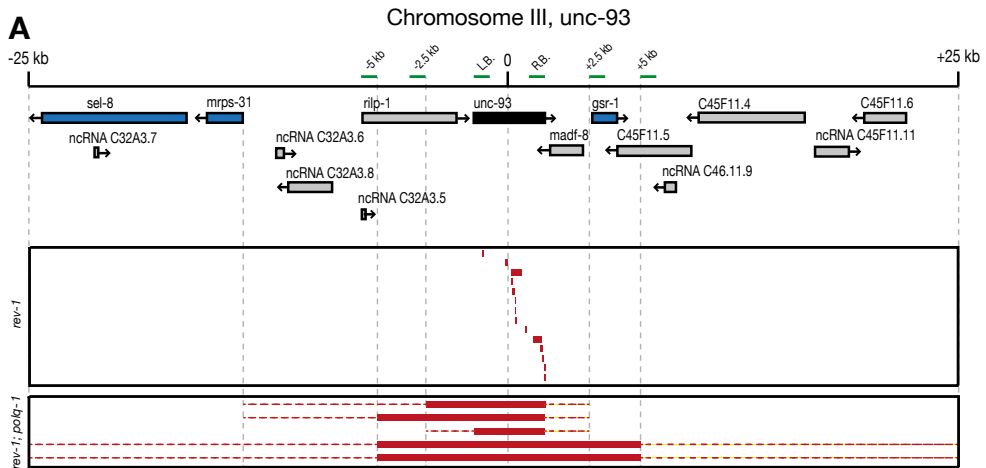 A
Chromosome III, unc-93
-25 kb
-5 kb
-2.5 kb
L.B.
0
R.B.
+2.5 kb
+5 kb
+25 kb
sel-8
mrps-31
rilp-1
unc-93
gsr-1
C45F11.4
C45F11.6
ncRNA C32A3.7
ncRNA C32A3.6
madf-8
C45F11.5
ncRNA C45F11.11
ncRNA C32A3.8
ncRNA C46.11.9
ncRNA C32A3.5
rev-1
rev-1; polq-1